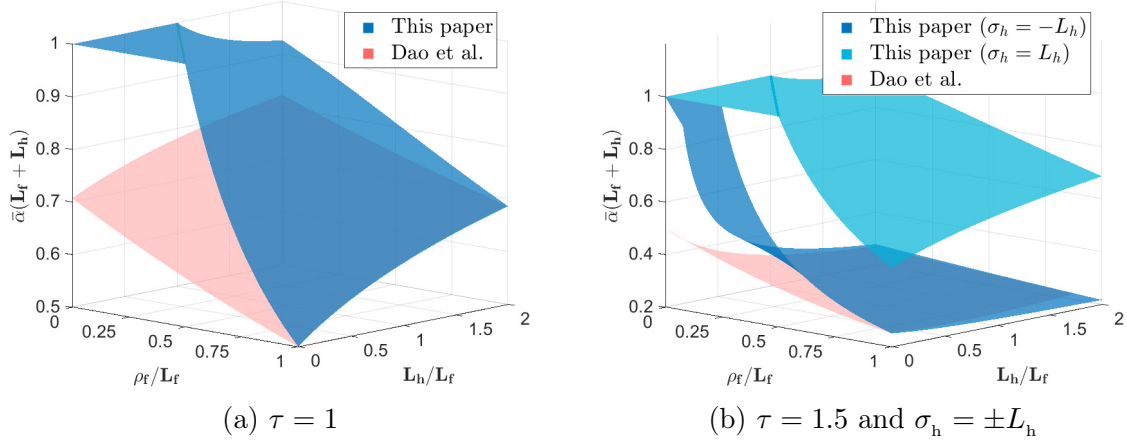 This paper
Dao et al.
1
0.9
0.8
0.7
0.6
0.5
ᾱ(L_f + L_h)
0
0.25
0.5
0.75
1
ρ_f/L_f
0
0.5
1
1.5
2
L_h/L_f
(a) τ = 1
This paper (σ_h = −L_h)
This paper (σ_h = L_h)
Dao et al.
1
0.8
0.6
0.4
0.2
ᾱ(L_f + L_h)
0
0.25
0.5
0.75
1
ρ_f/L_f
0
0.5
1
1.5
2
L_h/L_f
(b) τ = 1.5 and σ_h = ±L_h